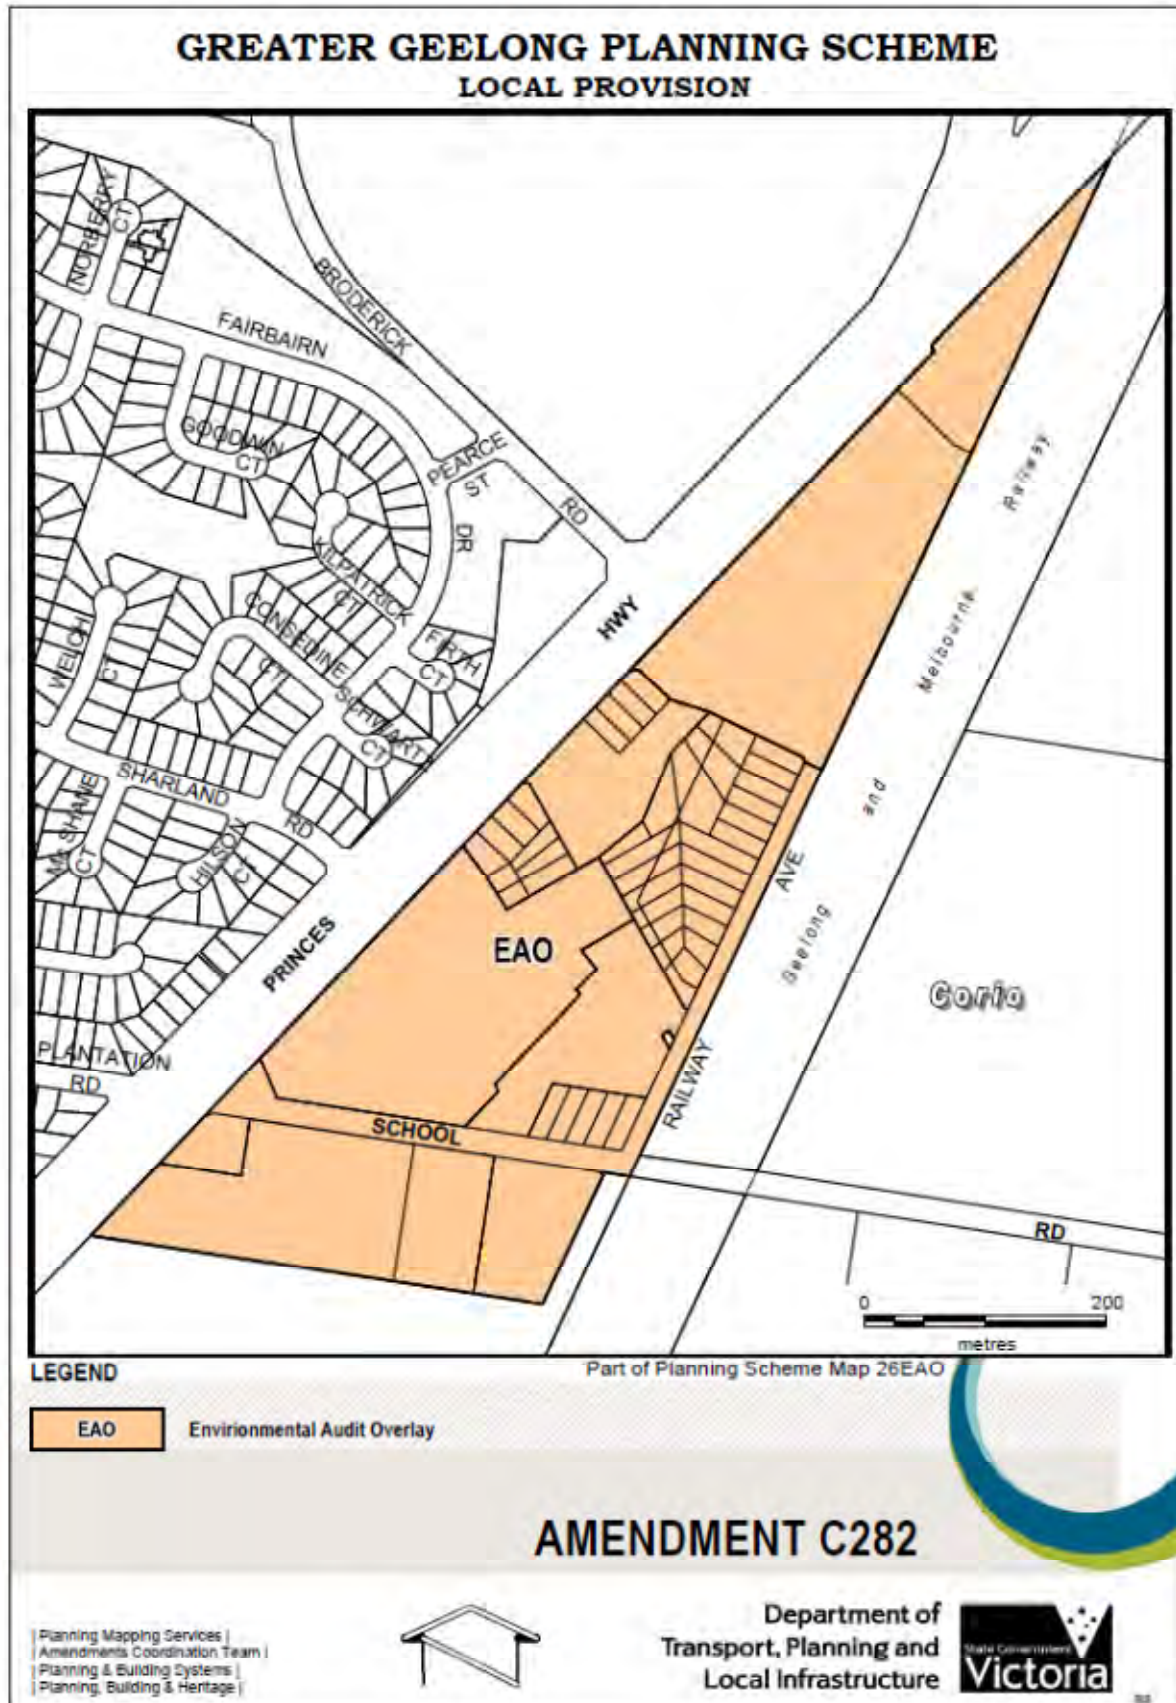 GREATER GEELONG PLANNING SCHEME
LOCAL PROVISION
NORBERRY
CT
BRODERICK
FAIRBAIRN
GOODWIN
CT
PEARCE
ST
RD
DR
KILPATRICK
CT
CONSEDINE
CT
FIRTH
CT
HWY
WELCH
CT
SCHWARTZ
CT
SHARLAND
RD
CT
HILSON
CT
PRINCES
PLANTATION
RD
EAO
SCHOOL
RAILWAY
AVE
Geelong
and
Melbourne
Railway
Corio
RD
0 200
metres
LEGEND
Part of Planning Scheme Map 26EAO
EAO Envirionmental Audit Overlay
AMENDMENT C282
| Planning Mapping Services |
| Amendments Coordination Team |
| Planning & Building Systems |
| Planning, Building & Heritage |
Department of
Transport, Planning and
Local Infrastructure
State Government
Victoria